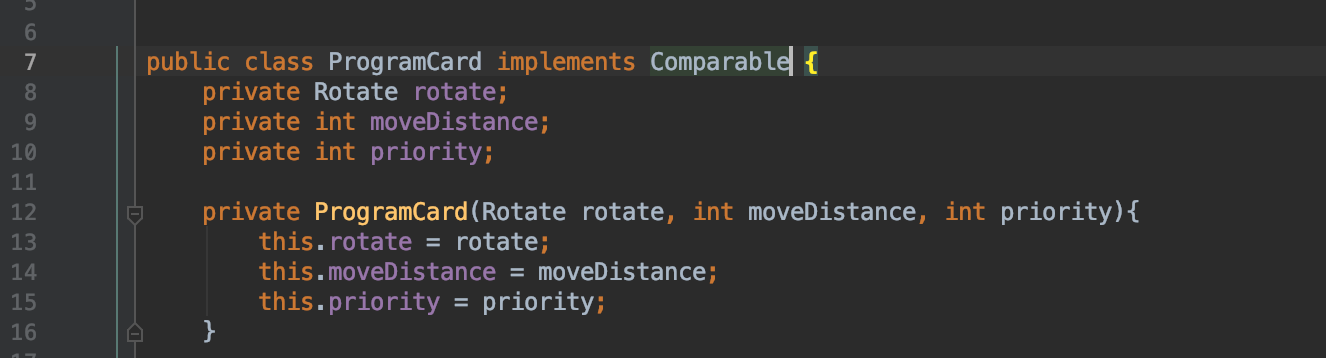 5
6
7 public class ProgramCard implements Comparable {
8 private Rotate rotate;
9 private int moveDistance;
10 private int priority;
11
12 private ProgramCard(Rotate rotate, int moveDistance, int priority){
13 this.rotate = rotate;
14 this.moveDistance = moveDistance;
15 this.priority = priority;
16 }
17